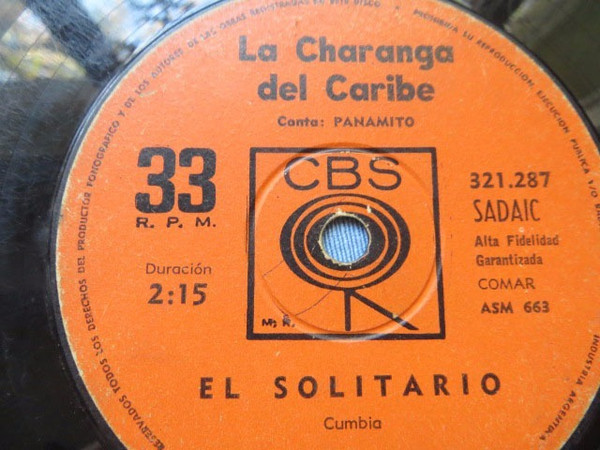 RESERVADOS TODOS LOS DERECHOS DEL PRODUCTOR FONOGRAFICO Y DE LOS AUTORES DE LAS OBRAS REGISTRADAS EN ESTE DISCO • PROHIBIDA SU REPRODUCCION, EJECUCION PUBLICA Y/O
La Charanga
del Caribe
Canta: PANAMITO
33
R. P. M.
Duración
2:15
CBS
M. R.
321.287
SADAIC
Alta Fidelidad
Garantizada
COMAR
ASM 663
EL SOLITARIO
Cumbia
INDUSTRIA ARGENTINA